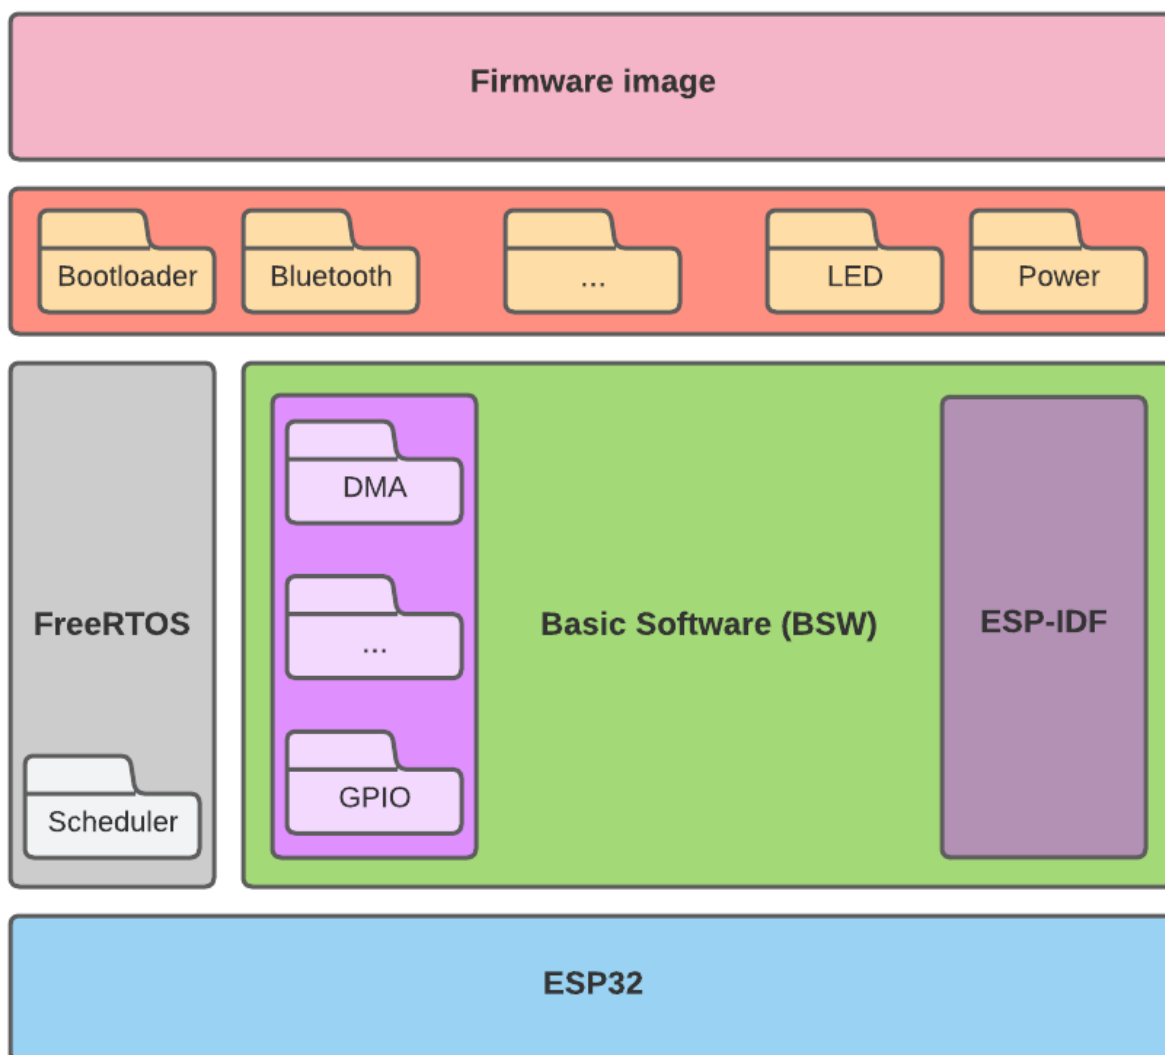 Firmware image
Bootloader
Bluetooth
...
LED
Power
FreeRTOS
Scheduler
DMA
...
GPIO
Basic Software (BSW)
ESP-IDF
ESP32